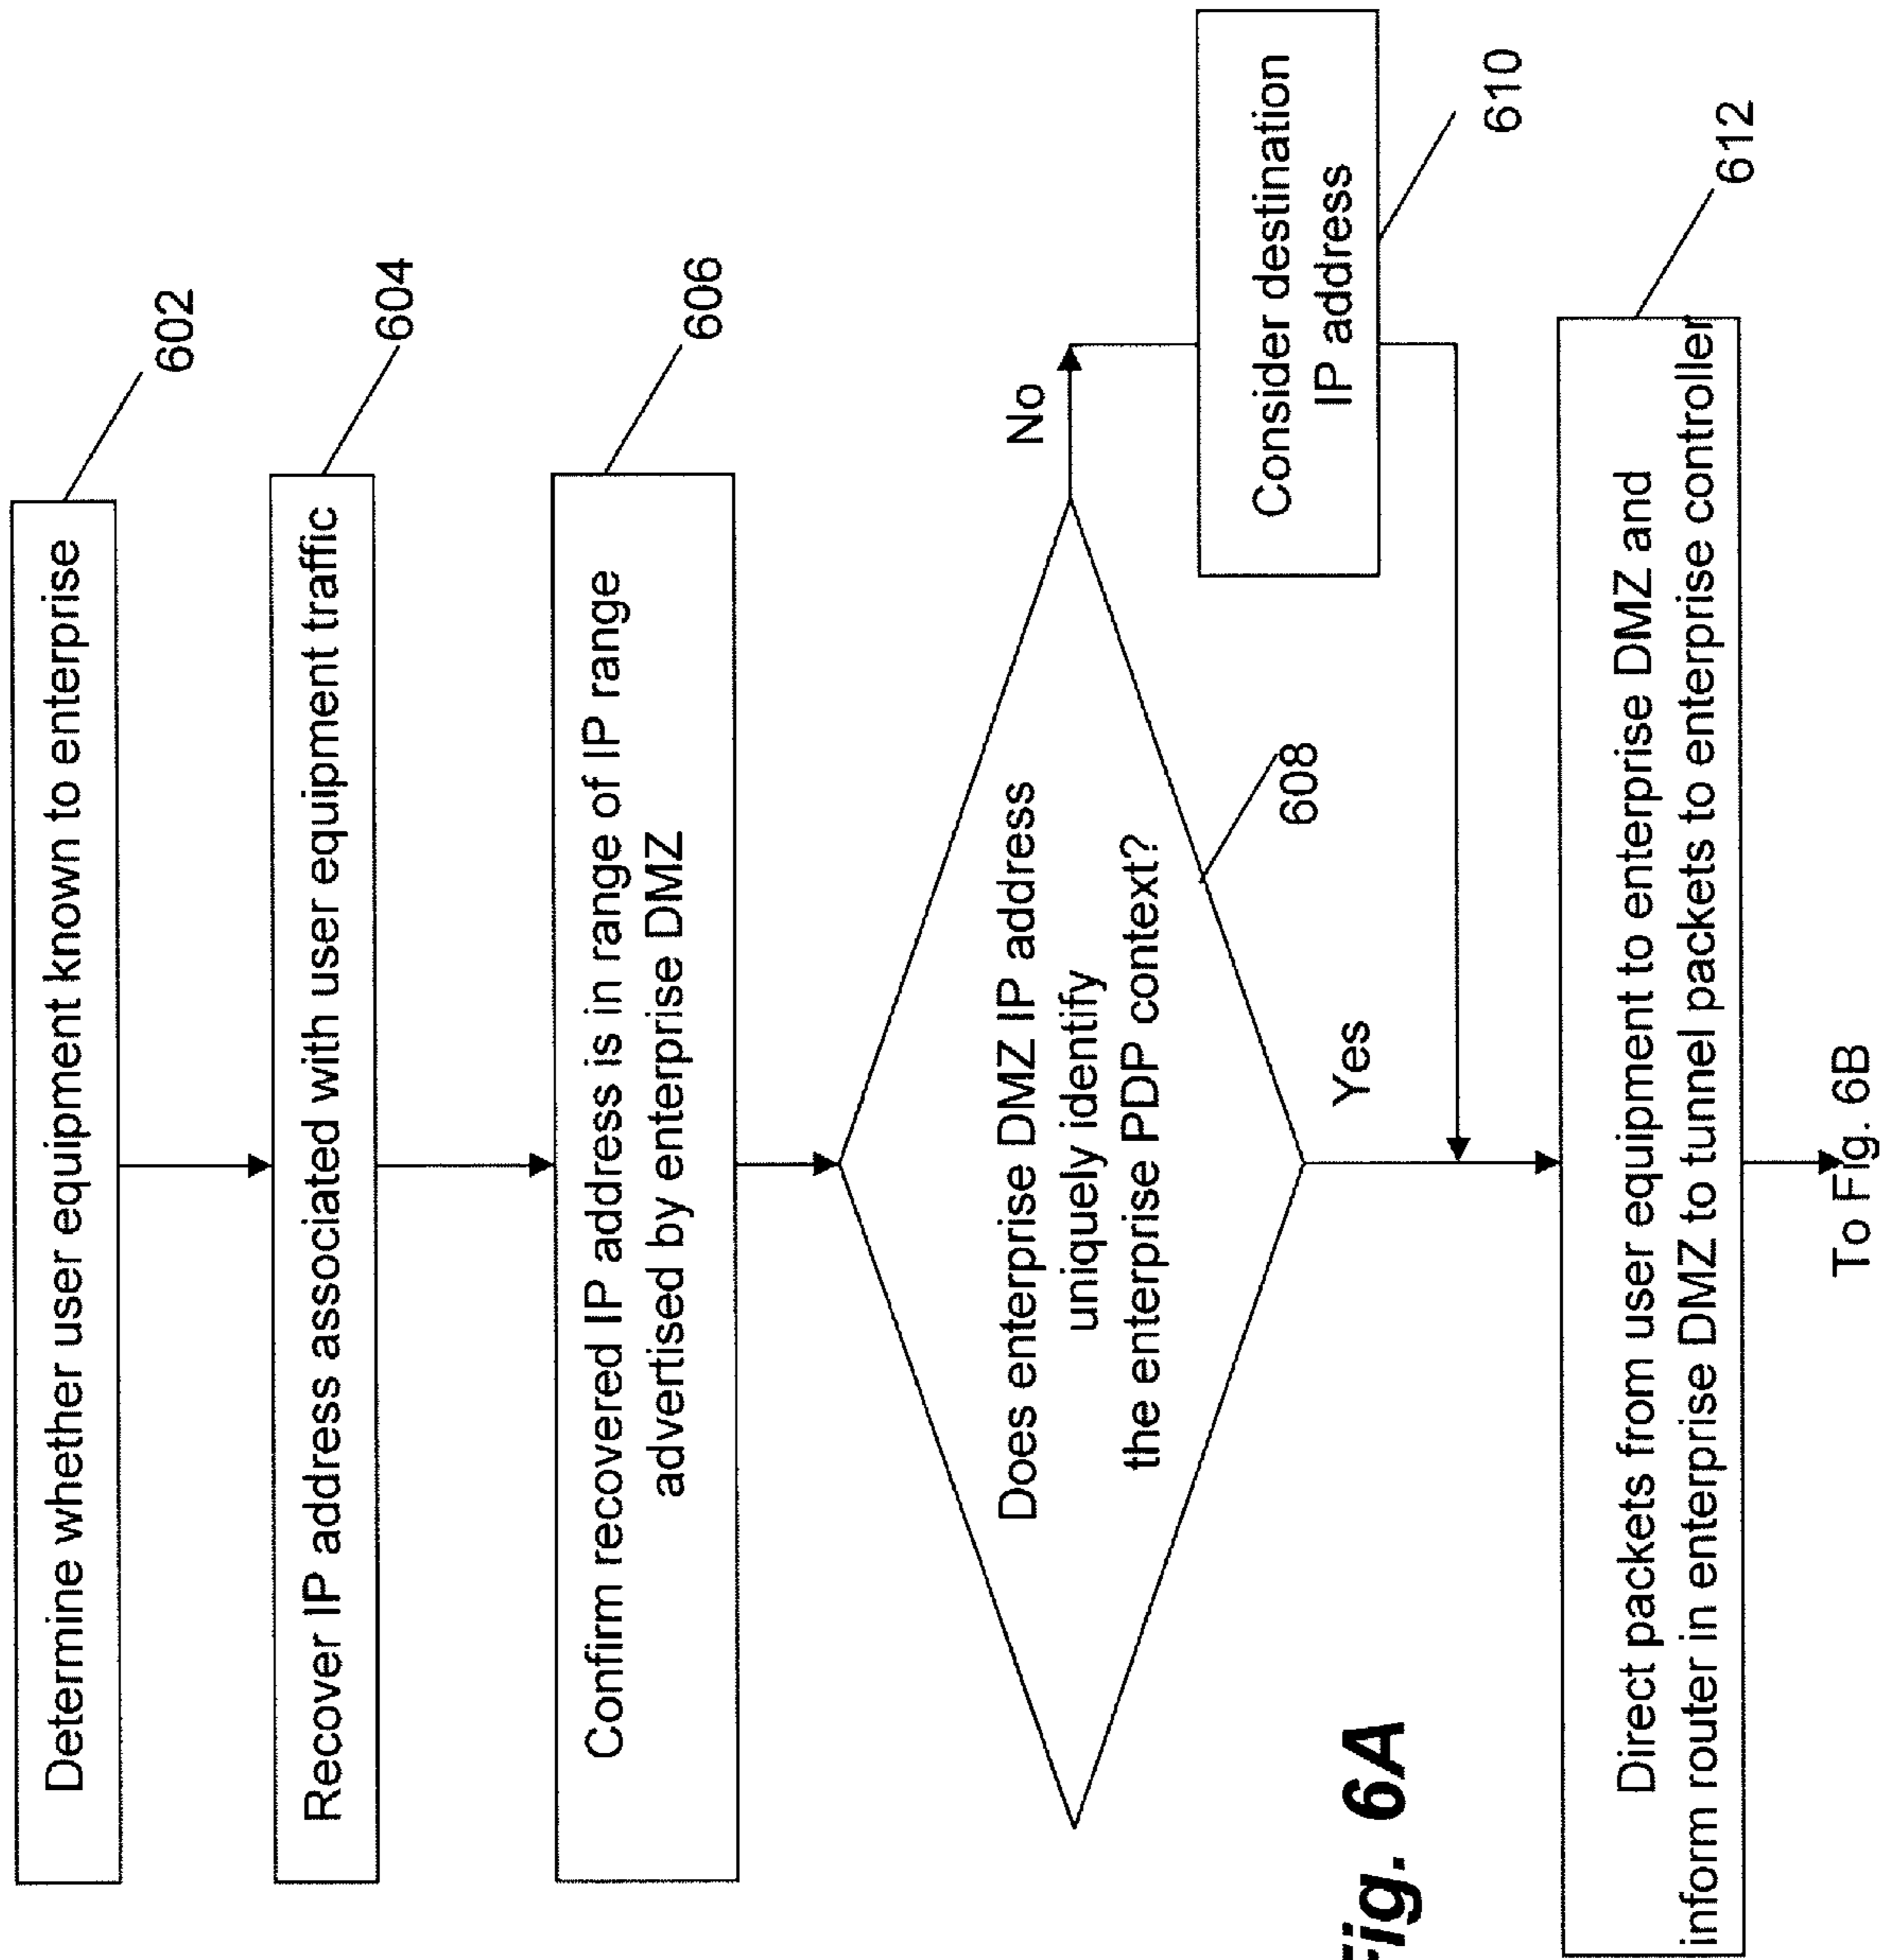 Determine whether user equipment known to enterprise
602
Recover IP address associated with user equipment traffic
604
Confirm recovered IP address is in range of IP range
advertised by enterprise DMZ
606
Does enterprise DMZ IP address
uniquely identify
the enterprise PDP context?
608
No
Consider destination
IP address
610
Yes
Direct packets from user equipment to enterprise DMZ and
inform router in enterprise DMZ to tunnel packets to enterprise controller
612
To Fig. 6B
Fig. 6A